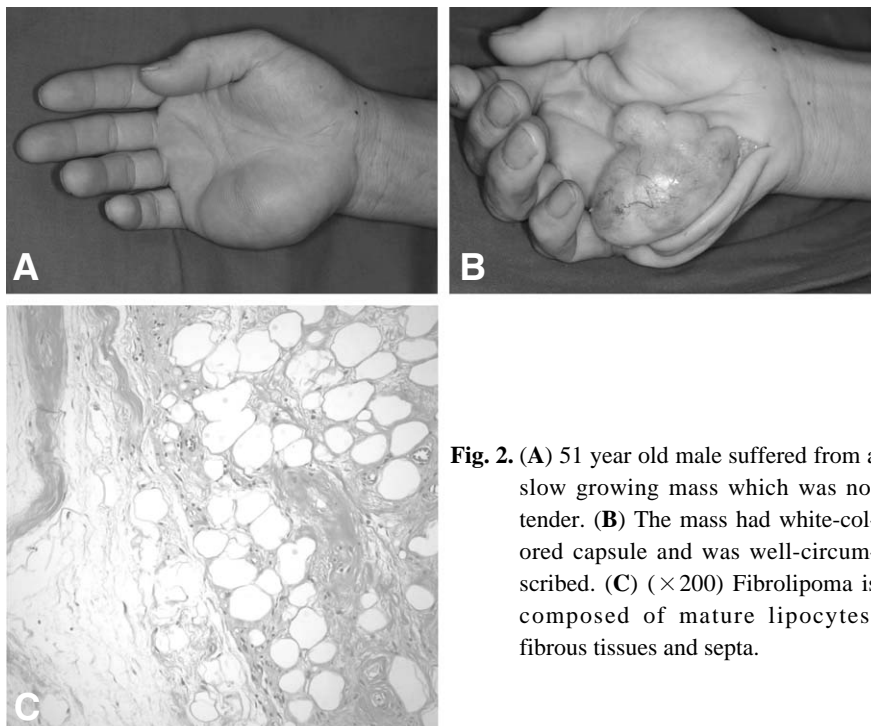 A
B
C
Fig. 2. (A) 51 year old male suffered from a
slow growing mass which was no
tender. (B) The mass had white-col-
ored capsule and was well-circum-
scribed. (C) (×200) Fibrolipoma is
composed of mature lipocytes
fibrous tissues and septa.